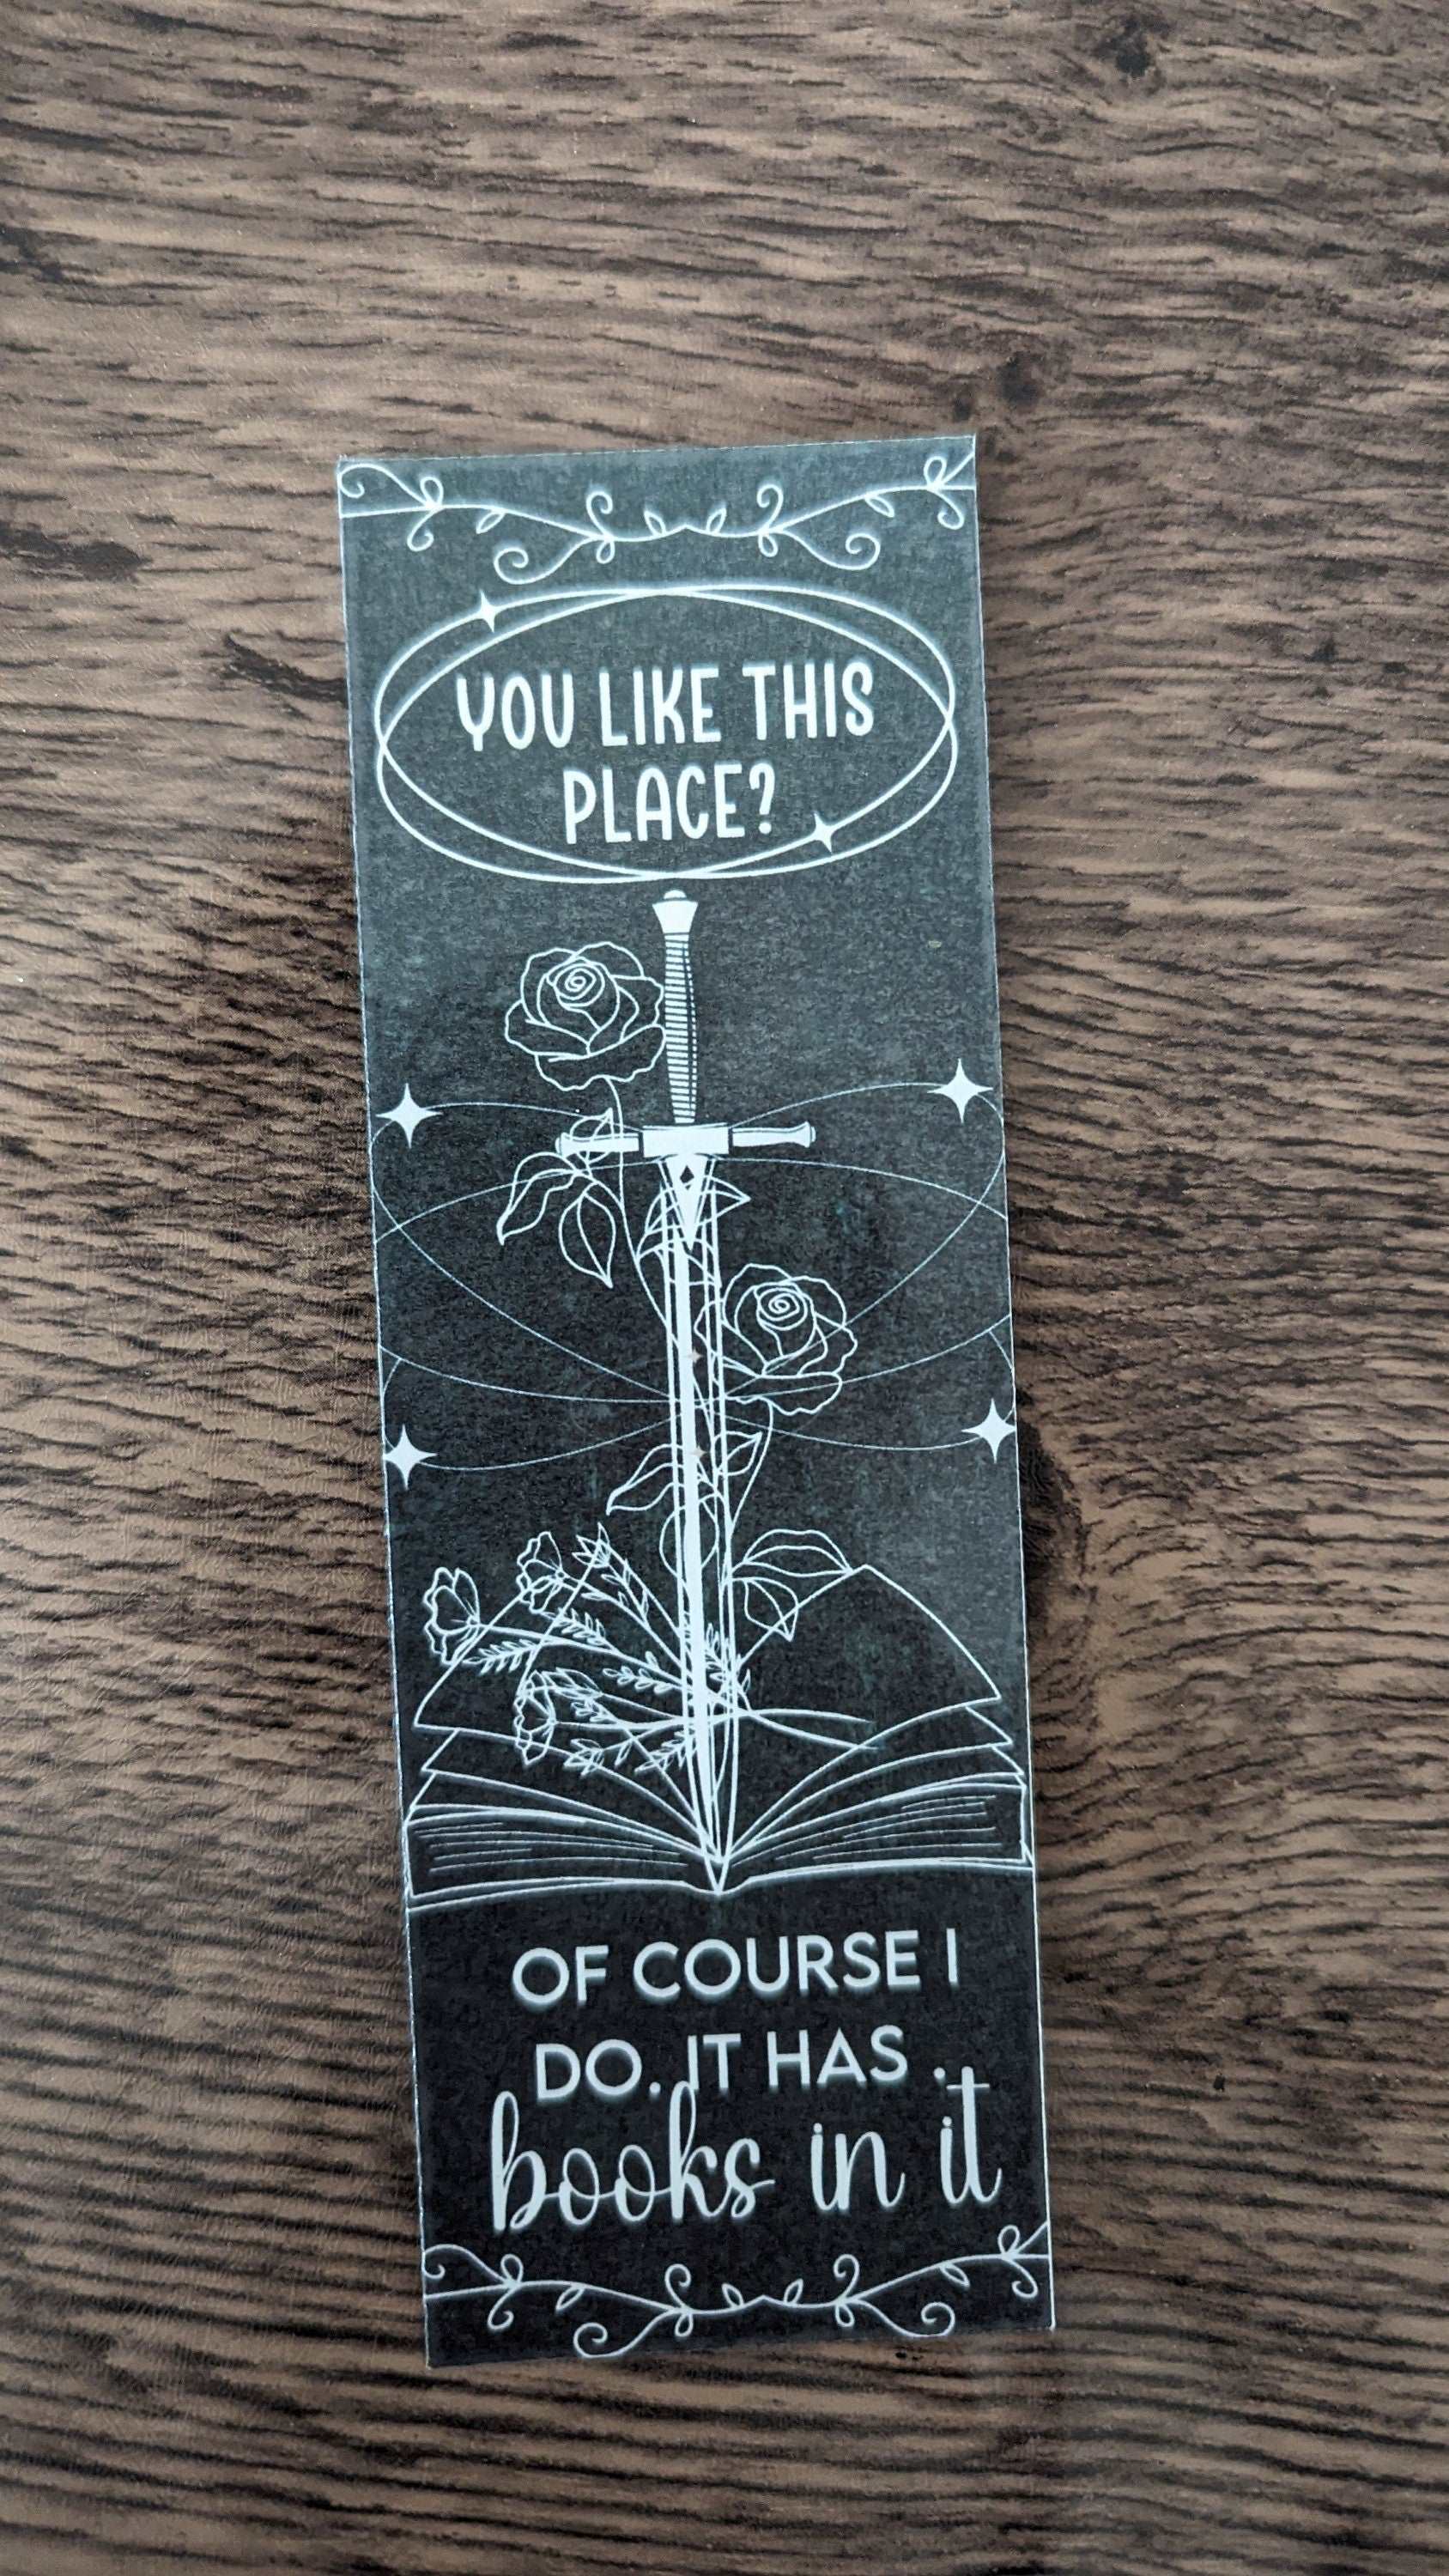 YOU LIKE THIS
PLACE?
OF COURSE I
DO. IT HAS
books in it